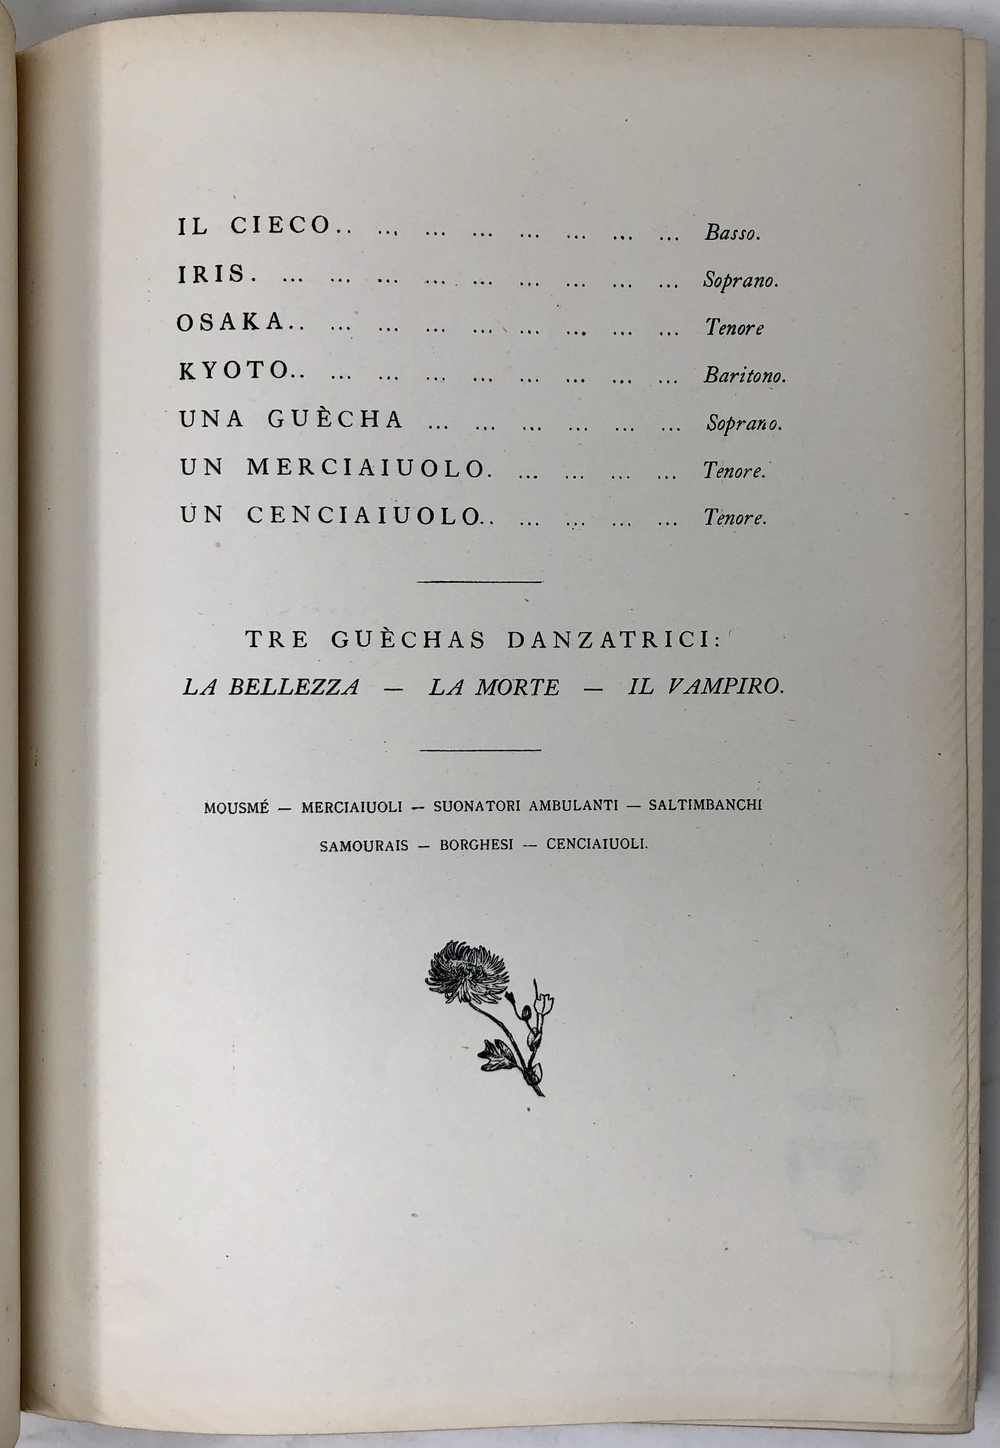 IL CIECO.. ... ... ... ... ... ... ... Basso.
IRIS. ... ... ... ... ... ... ... ... ... Soprano.
OSAKA.. ... ... ... ... ... ... ... ... Tenore
KYOTO.. ... ... ... ... ... ... ... ... Baritono.
UNA GUÈCHA ... ... ... ... ... ... Soprano.
UN MERCIAIUOLO. ... ... ... ... Tenore.
UN CENCIAIUOLO.. ... ... ... ... Tenore.
TRE GUÈCHAS DANZATRICI:
LA BELLEZZA — LA MORTE — IL VAMPIRO.
MOUSMÉ — MERCIAIUOLI — SUONATORI AMBULANTI — SALTIMBANCHI
SAMOURAIS — BORGHESI — CENCIAIUOLI.